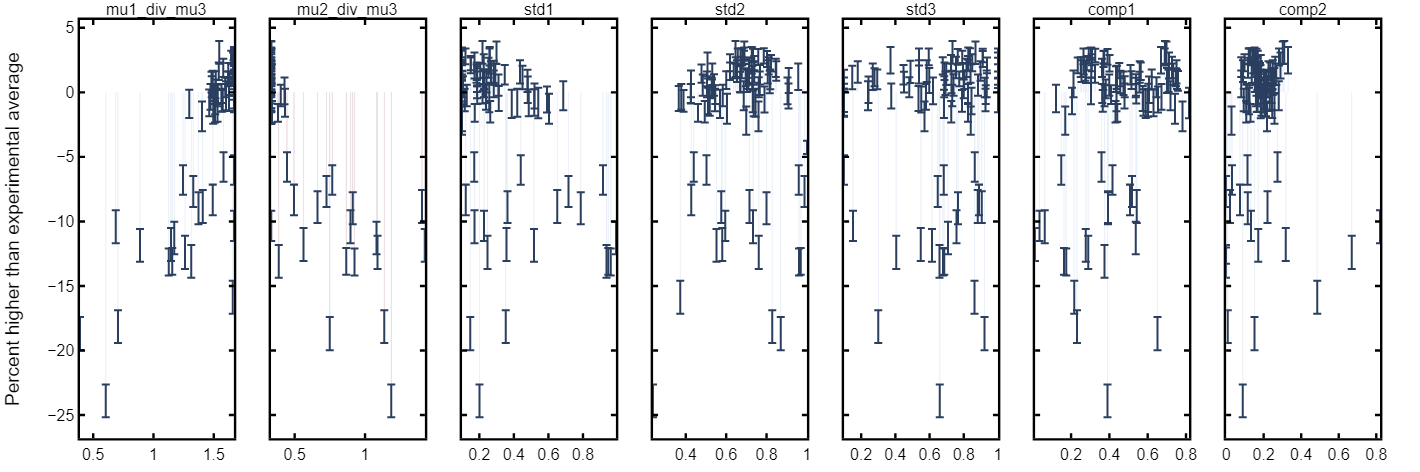 mu1_div_mu3 mu2_div_mu3 std1 std2 std3 comp1 comp2
Percent higher than experimental average
5
0
−5
−10
−15
−20
−25
0.5 1 1.5 0.5 1 0.2 0.4 0.6 0.8 0.4 0.6 0.8 1 0.2 0.4 0.6 0.8 1 0.2 0.4 0.6 0.8 0 0.2 0.4 0.6 0.8